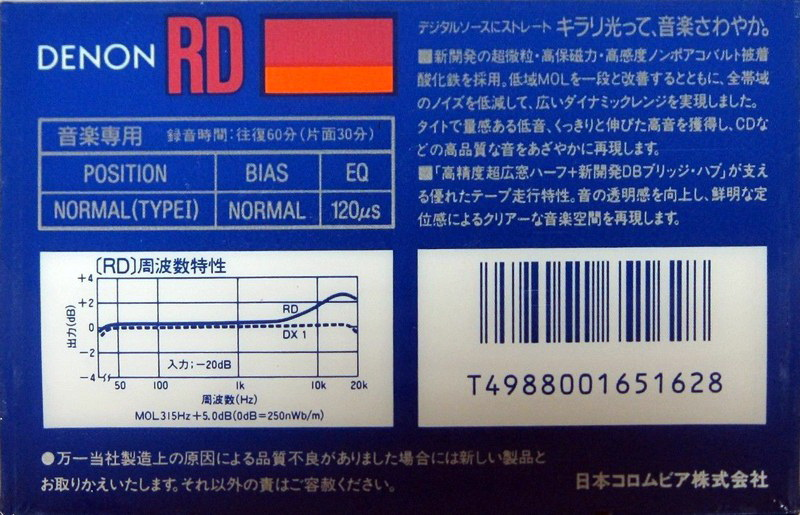 DENON RD
デジタルソースにストレート キラリ光って、音楽さわやか。
■新開発の超微粒・高保磁力・高感度ノンポアコバルト被着
酸化鉄を採用。低域MOLを一段と改善するとともに、全帯域
のノイズを低減して、広いダイナミックレンジを実現しました。
タイトで量感ある低音、くっきりと伸びた高音を獲得し、CDな
どの高品質な音をあざやかに再現します。
■「高精度超広窓ハーフ+新開発DBブリッジ・ハブ」が支え
る優れたテープ走行特性。音の透明感を向上し、鮮明な定
位感によるクリアーな音楽空間を再現します。
音楽専用 録音時間:往復60分(片面30分)
POSITION BIAS EQ
NORMAL(TYPEI) NORMAL 120μs
〔RD〕周波数特性
+4
+2
0
−2
−4
出力(dB)
RD
DX 1
入力;−20dB
50 100 1k 10k 20k
周波数(Hz)
MOL315Hz+5.0dB(0dB=250nWb/m)
T4988001651628
●万一当社製造上の原因による品質不良がありました場合には新しい製品と
お取りかえいたします。それ以外の責はご容赦ください。
日本コロムビア株式会社